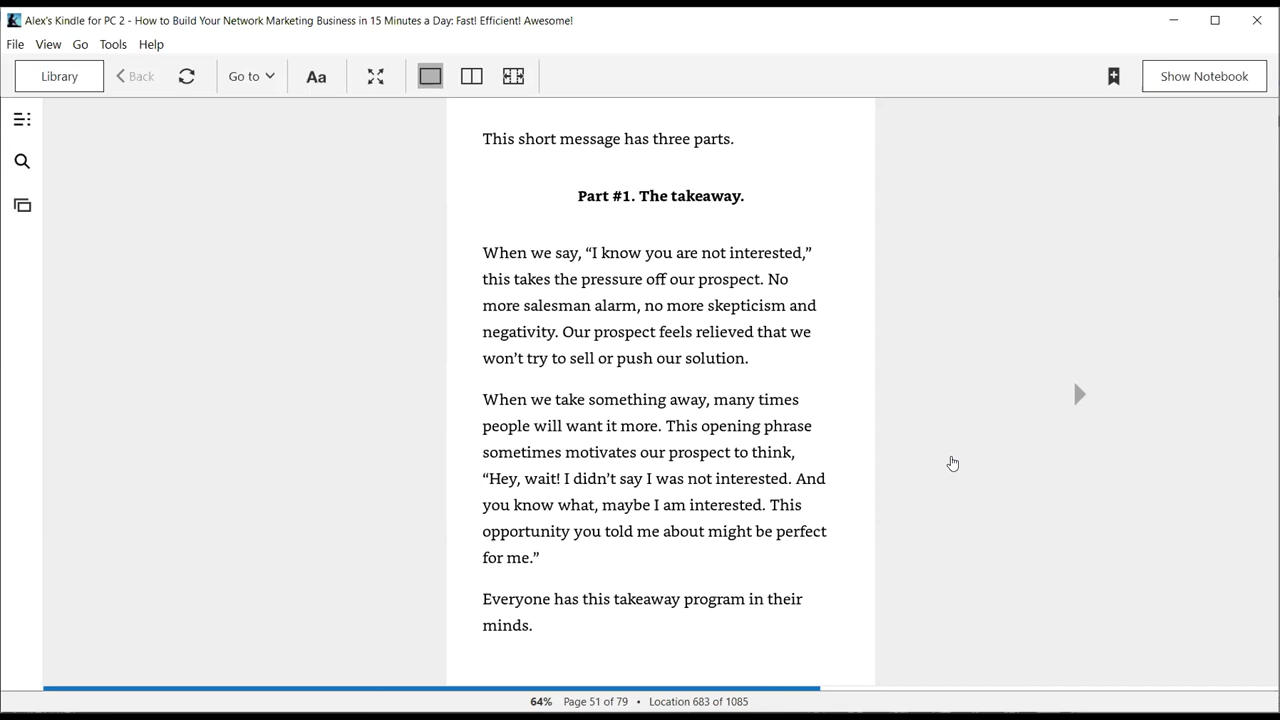 Alex's Kindle for PC 2 - How to Build Your Network Marketing Business in 15 Minutes a Day: Fast! Efficient! Awesome!
File View Go Tools Help
Library Back Go to Aa Show Notebook
This short message has three parts.
Part #1. The takeaway.
When we say, “I know you are not interested,”
this takes the pressure off our prospect. No
more salesman alarm, no more skepticism and
negativity. Our prospect feels relieved that we
won’t try to sell or push our solution.
When we take something away, many times
people will want it more. This opening phrase
sometimes motivates our prospect to think,
“Hey, wait! I didn’t say I was not interested. And
you know what, maybe I am interested. This
opportunity you told me about might be perfect
for me.”
Everyone has this takeaway program in their
minds.
64% Page 51 of 79 • Location 683 of 1085